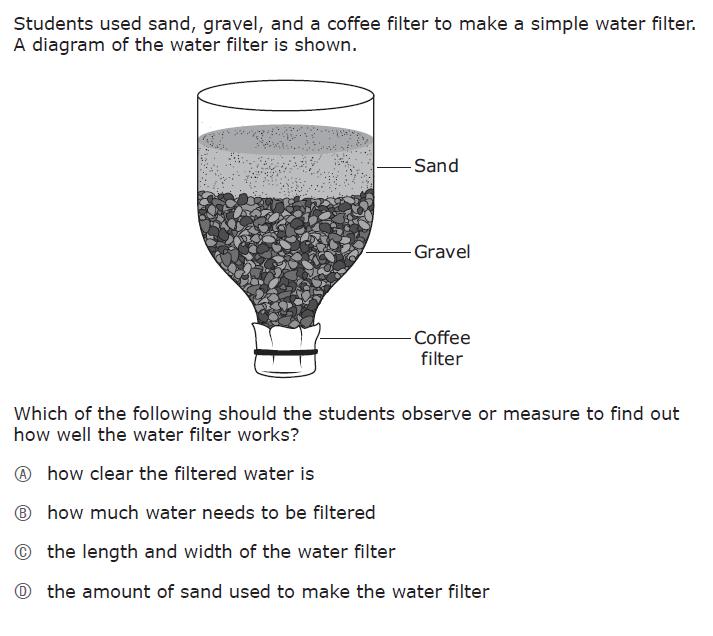 Students used sand, gravel, and a coffee filter to make a simple water filter.
A diagram of the water filter is shown.
Sand
Gravel
Coffee
filter
Which of the following should the students observe or measure to find out
how well the water filter works?
Ⓐ how clear the filtered water is
Ⓑ how much water needs to be filtered
Ⓒ the length and width of the water filter
Ⓓ the amount of sand used to make the water filter